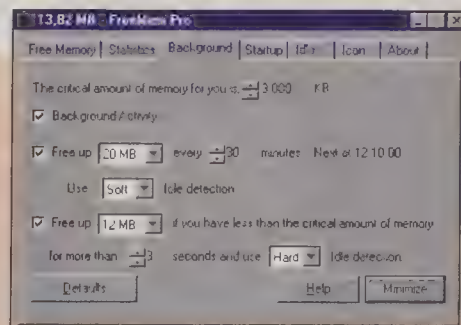 13,82 MB - FreeMem Pro
Free Memory Statistics Background Startup Idle Icon About
The critical amount of memory for you is: 3 000 KB
Background Activity
Free up 20 MB every 30 minutes Next at 12:10:00
Use Soft Idle detection
Free up 12 MB if you have less than the critical amount of memory
for more than 3 seconds and use Hard Idle detection
Defaults Help Minimize